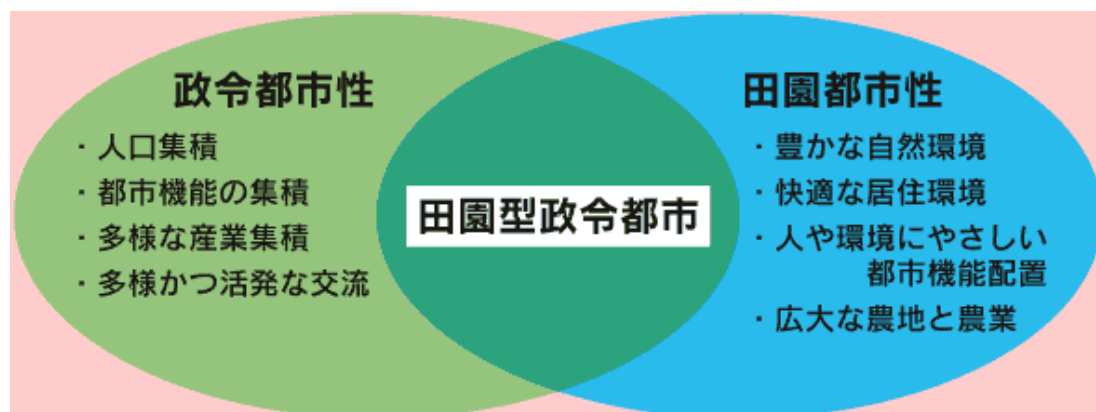 政令都市性
・人口集積
・都市機能の集積
・多様な産業集積
・多様かつ活発な交流
田園型政令都市
田園都市性
・豊かな自然環境
・快適な居住環境
・人や環境にやさしい
都市機能配置
・広大な農地と農業